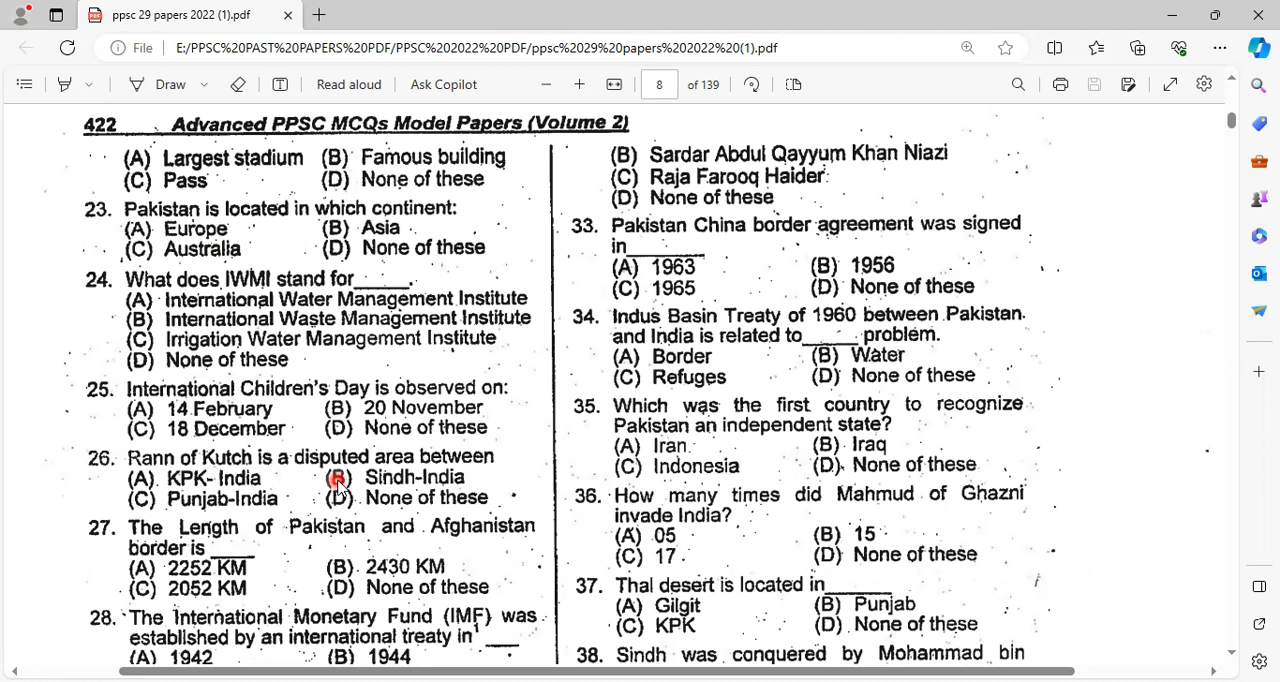 ppsc 29 papers 2022 (1).pdf
File
E:/PPSC%20PAST%20PAPERS%20PDF/PPSC%202022%20PDF/ppsc%2029%20papers%202022%20(1).pdf
Draw
Read aloud
Ask Copilot
8 of 139
422 Advanced PPSC MCQs Model Papers (Volume 2)
(A) Largest stadium (B) Famous building
(C) Pass (D) None of these
23. Pakistan is located in which continent:
(A) Europe (B) Asia
(C) Australia (D) None of these
24. What does IWMI stand for_____.
(A) International Water Management Institute
(B) International Waste Management Institute
(C) Irrigation Water Management Institute
(D) None of these
25. International Children's Day is observed on:
(A) 14 February (B) 20 November
(C) 18 December (D) None of these
26. Rann of Kutch is a disputed area between
(A) KPK- India (B) Sindh-India
(C) Punjab-India (D) None of these
27. The Length of Pakistan and Afghanistan
border is ____
(A) 2252 KM (B) 2430 KM
(C) 2052 KM (D) None of these
28. The International Monetary Fund (IMF) was
established by an international treaty in ___
(A) 1942 (B) 1944
(B) Sardar Abdul Qayyum Khan Niazi
(C) Raja Farooq Haider
(D) None of these
33. Pakistan China border agreement was signed
in_______
(A) 1963 (B) 1956
(C) 1965 (D) None of these
34. Indus Basin Treaty of 1960 between Pakistan
and India is related to_____ problem.
(A) Border (B) Water
(C) Refuges (D) None of these
35. Which was the first country to recognize
Pakistan an independent state?
(A) Iran (B) Iraq
(C) Indonesia (D) None of these
36. How many times did Mahmud of Ghazni
invade India?
(A) 05 (B) 15
(C) 17 (D) None of these
37. Thal desert is located in______
(A) Gilgit (B) Punjab
(C) KPK (D) None of these
38. Sindh was conquered by Mohammad bin